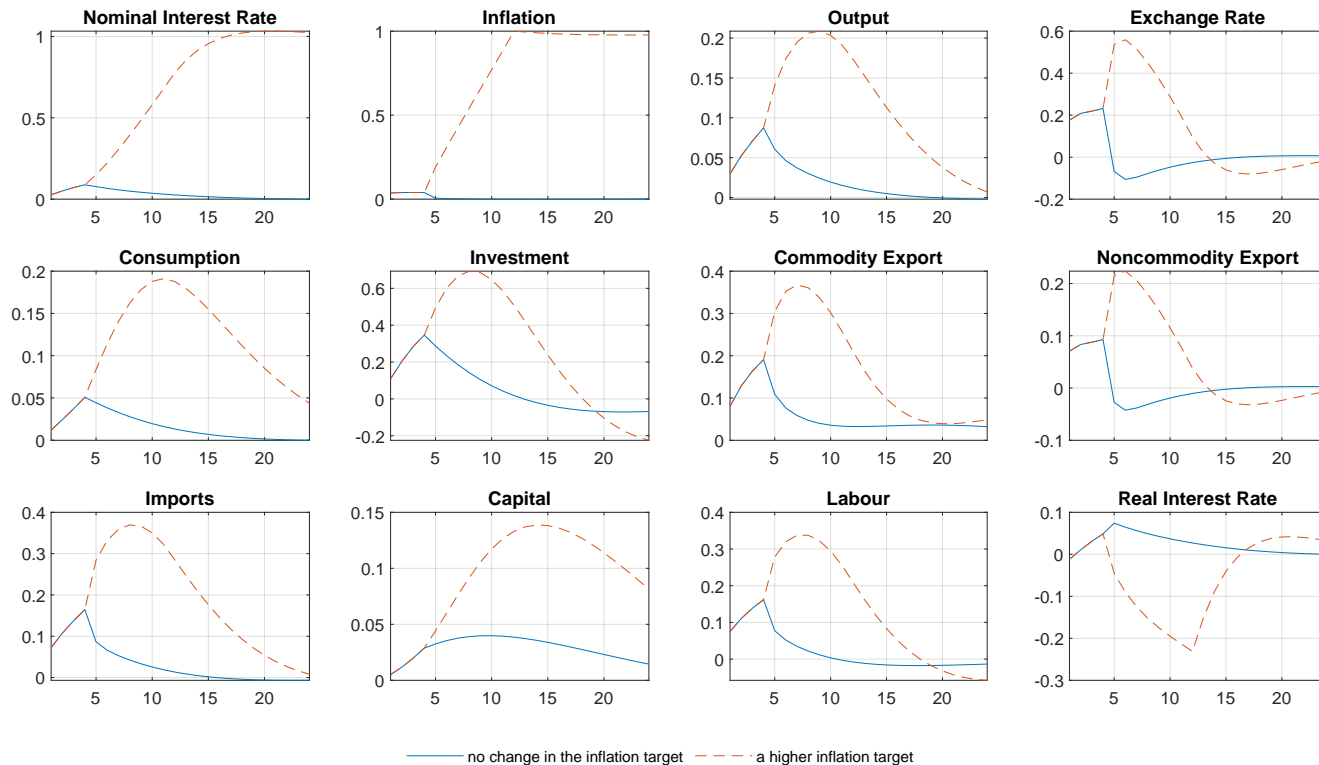 Nominal Interest Rate
1
0.5
0
5 10 15 20
Inflation
1
0.5
0
5 10 15 20
Output
0.2
0.15
0.1
0.05
0
5 10 15 20
Exchange Rate
0.6
0.4
0.2
0
-0.2
5 10 15 20
Consumption
0.2
0.15
0.1
0.05
0
5 10 15 20
Investment
0.6
0.4
0.2
0
-0.2
5 10 15 20
Commodity Export
0.4
0.3
0.2
0.1
0
5 10 15 20
Noncommodity Export
0.2
0.1
0
-0.1
5 10 15 20
Imports
0.4
0.3
0.2
0.1
0
5 10 15 20
Capital
0.15
0.1
0.05
0
5 10 15 20
Labour
0.4
0.3
0.2
0.1
0
5 10 15 20
Real Interest Rate
0.1
0
-0.1
-0.2
-0.3
5 10 15 20
no change in the inflation target a higher inflation target